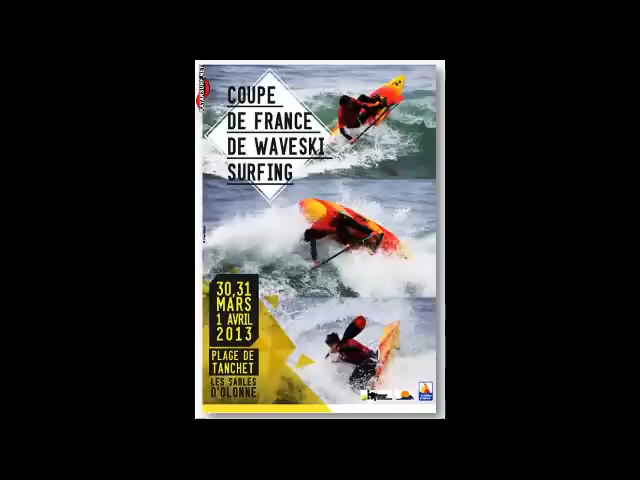 COUPE
DE FRANCE
DE WAVESKI
SURFING
30, 31
MARS
1 AVRIL
2013
PLAGE DE
TANCHET
LES SABLES
D'OLONNE